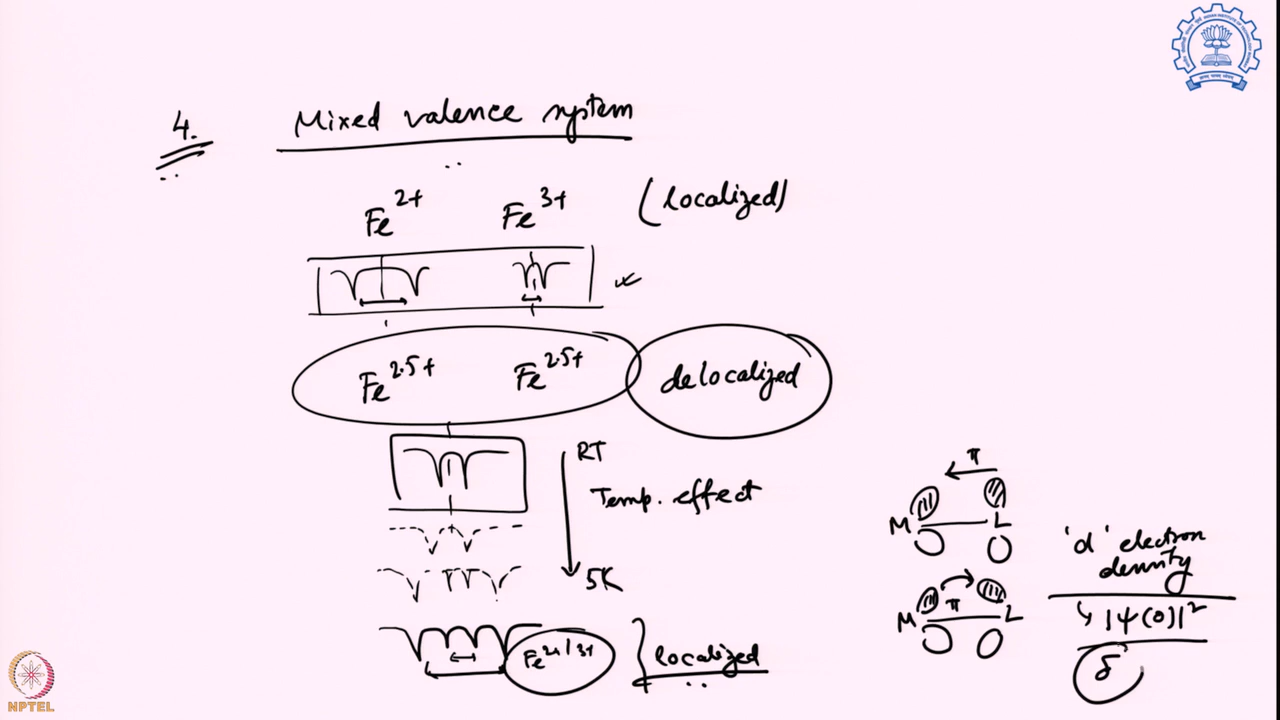 4. Mixed valence system
Fe2+ Fe3+ (localized)
Fe2.5+ Fe2.5+ delocalized
RT
Temp. effect
5K
Fe2+/3+ localized
π
M L
M π L
'd' electron
density
↳ |ψ(0)|²
δ
NPTEL